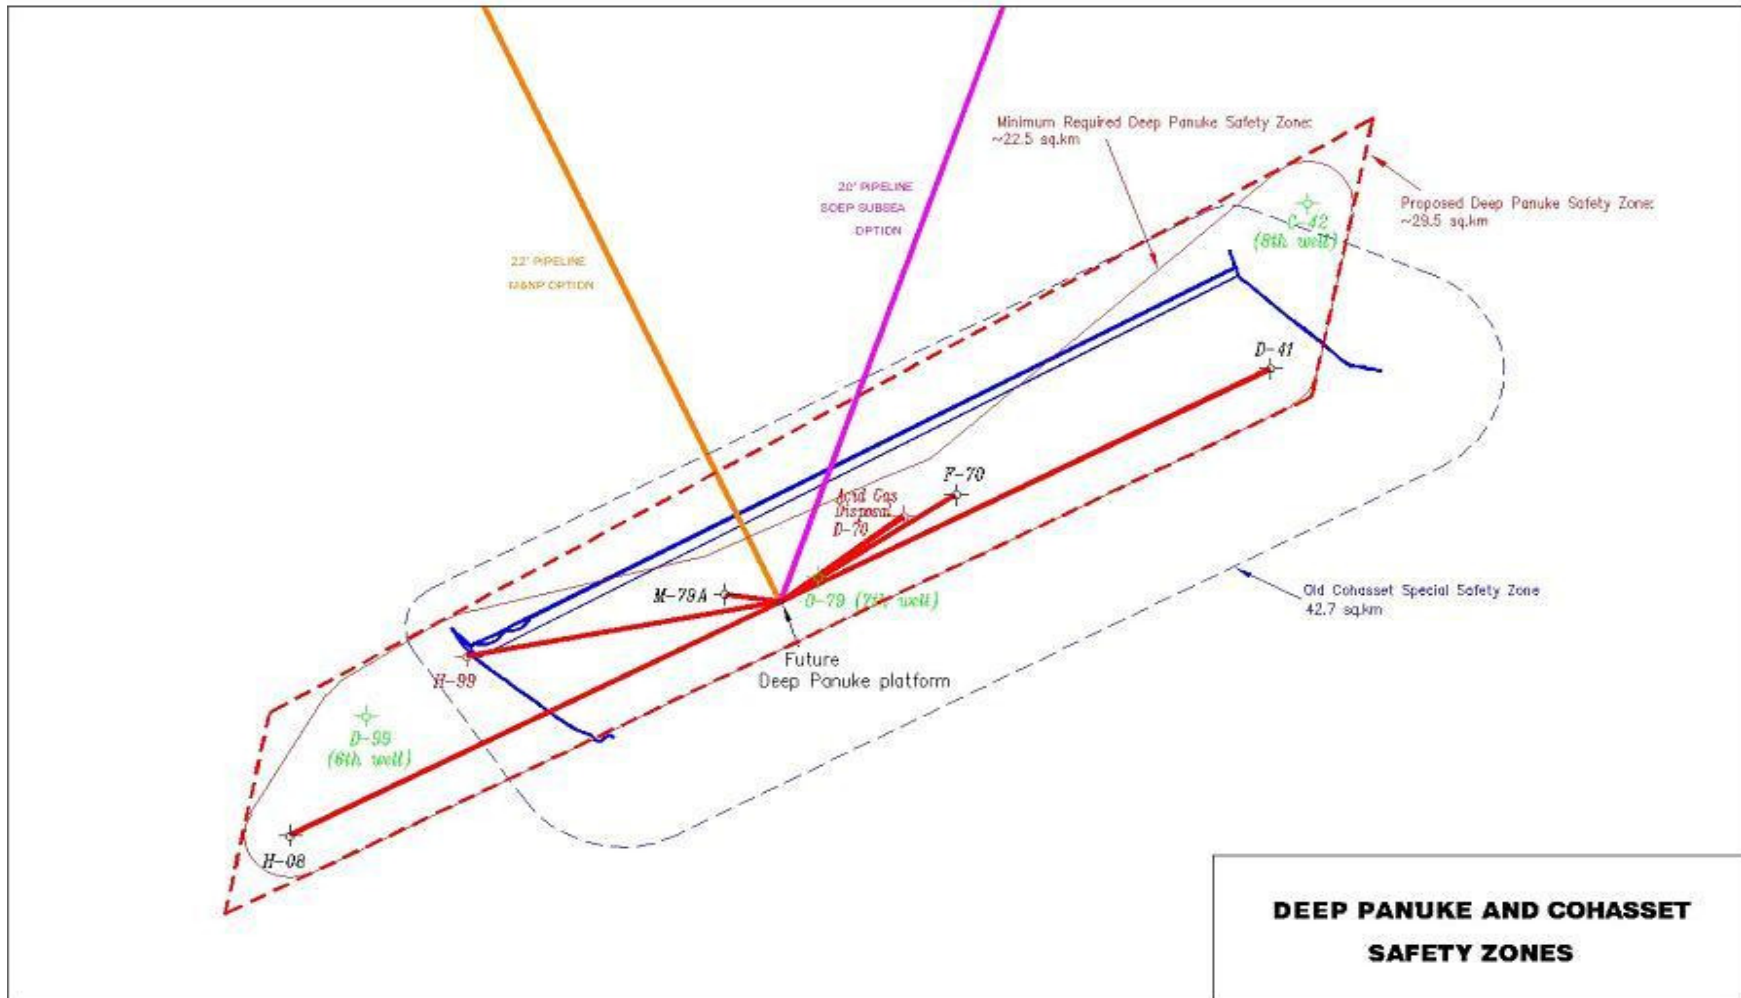 Minimum Required Deep Panuke Safety Zone:
~22.5 sq.km
20' PIPELINE
SOEP SUBSEA
OPTION
Proposed Deep Panuke Safety Zone:
~29.5 sq.km
C-42
(8th well)
22' PIPELINE
M&NP OPTION
D-41
F-70
Acid Gas
Disposal
D-70
M-79A
O-79 (7th well)
Old Cohasset Special Safety Zone
42.7 sq.km
Future
Deep Panuke platform
H-99
D-99
(6th well)
H-08
DEEP PANUKE AND COHASSET
SAFETY ZONES